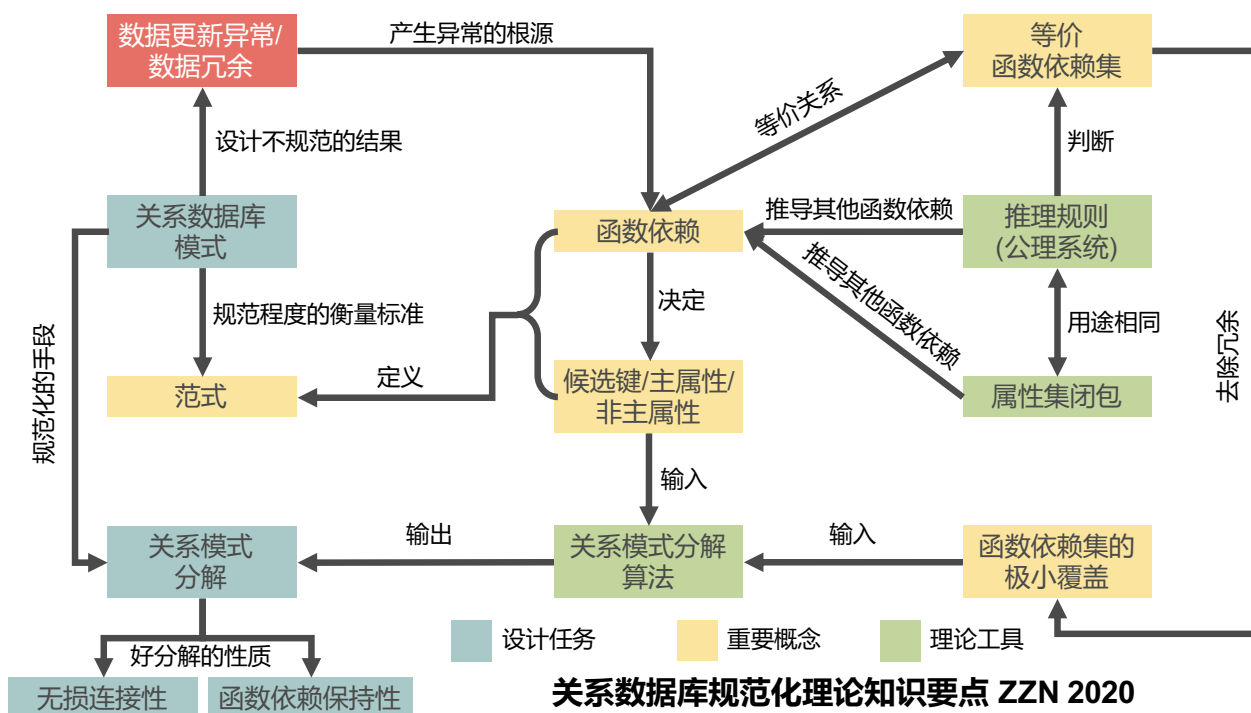 数据更新异常/
数据冗余
产生异常的根源
等价
函数依赖集
等价关系
设计不规范的结果
判断
关系数据库
模式
函数依赖
推导其他函数依赖
推理规则
(公理系统)
推导其他函数依赖
规范程度的衡量标准
决定
用途相同
去除冗余
规范化的手段
范式
定义
候选键/主属性/
非主属性
属性集闭包
输入
关系模式
分解
输出
关系模式分解
算法
输入
函数依赖集的
极小覆盖
好分解的性质
设计任务
重要概念
理论工具
无损连接性
函数依赖保持性
关系数据库规范化理论知识要点 ZZN 2020